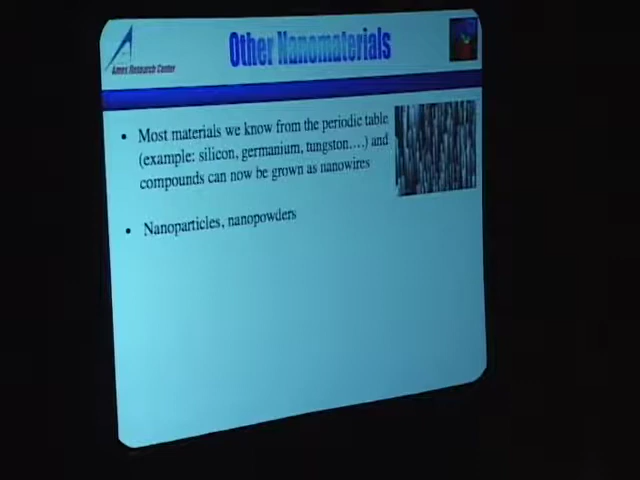 Other Nanomaterials
Ames Research Center
• Most materials we know from the periodic table
(example: silicon, germanium, tungston....) and
compounds can now be grown as nanowires
• Nanoparticles, nanopowders